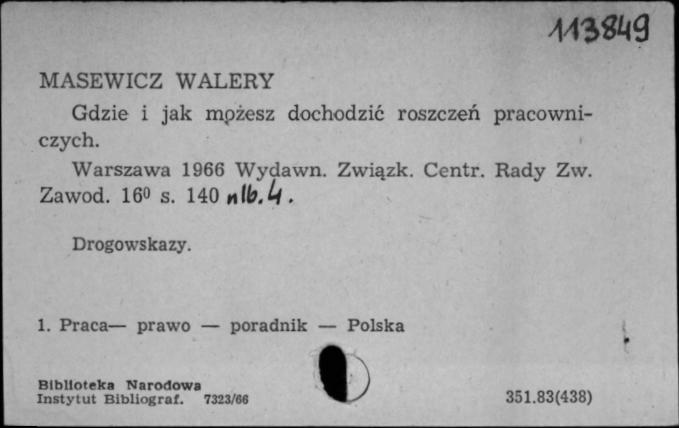 113849
MASEWICZ WALERY
Gdzie i jak możesz dochodzić roszczeń pracowni-
czych.
Warszawa 1966 Wydawn. Związk. Centr. Rady Zw.
Zawod. 16⁰ s. 140 nlb. 4.
Drogowskazy.
1. Praca— prawo — poradnik — Polska
Biblioteka Narodowa
Instytut Bibliograf. 7323/66
351.83(438)